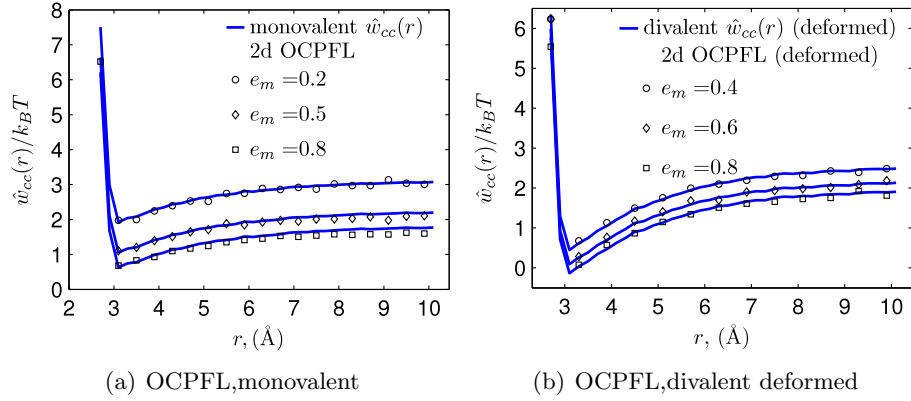 (a)
monovalent ŵcc(r)
2d OCPFL
em =0.2
em =0.5
em =0.8
ŵcc(r)/kBT
8
7
6
5
4
3
2
1
0
2 3 4 5 6 7 8 9 10
r, (Å)
(a) OCPFL,monovalent
(b)
divalent ŵcc(r) (deformed)
2d OCPFL (deformed)
em =0.4
em =0.6
em =0.8
ŵcc(r)/kBT
6
5
4
3
2
1
0
3 4 5 6 7 8 9 10
r, (Å)
(b) OCPFL,divalent deformed